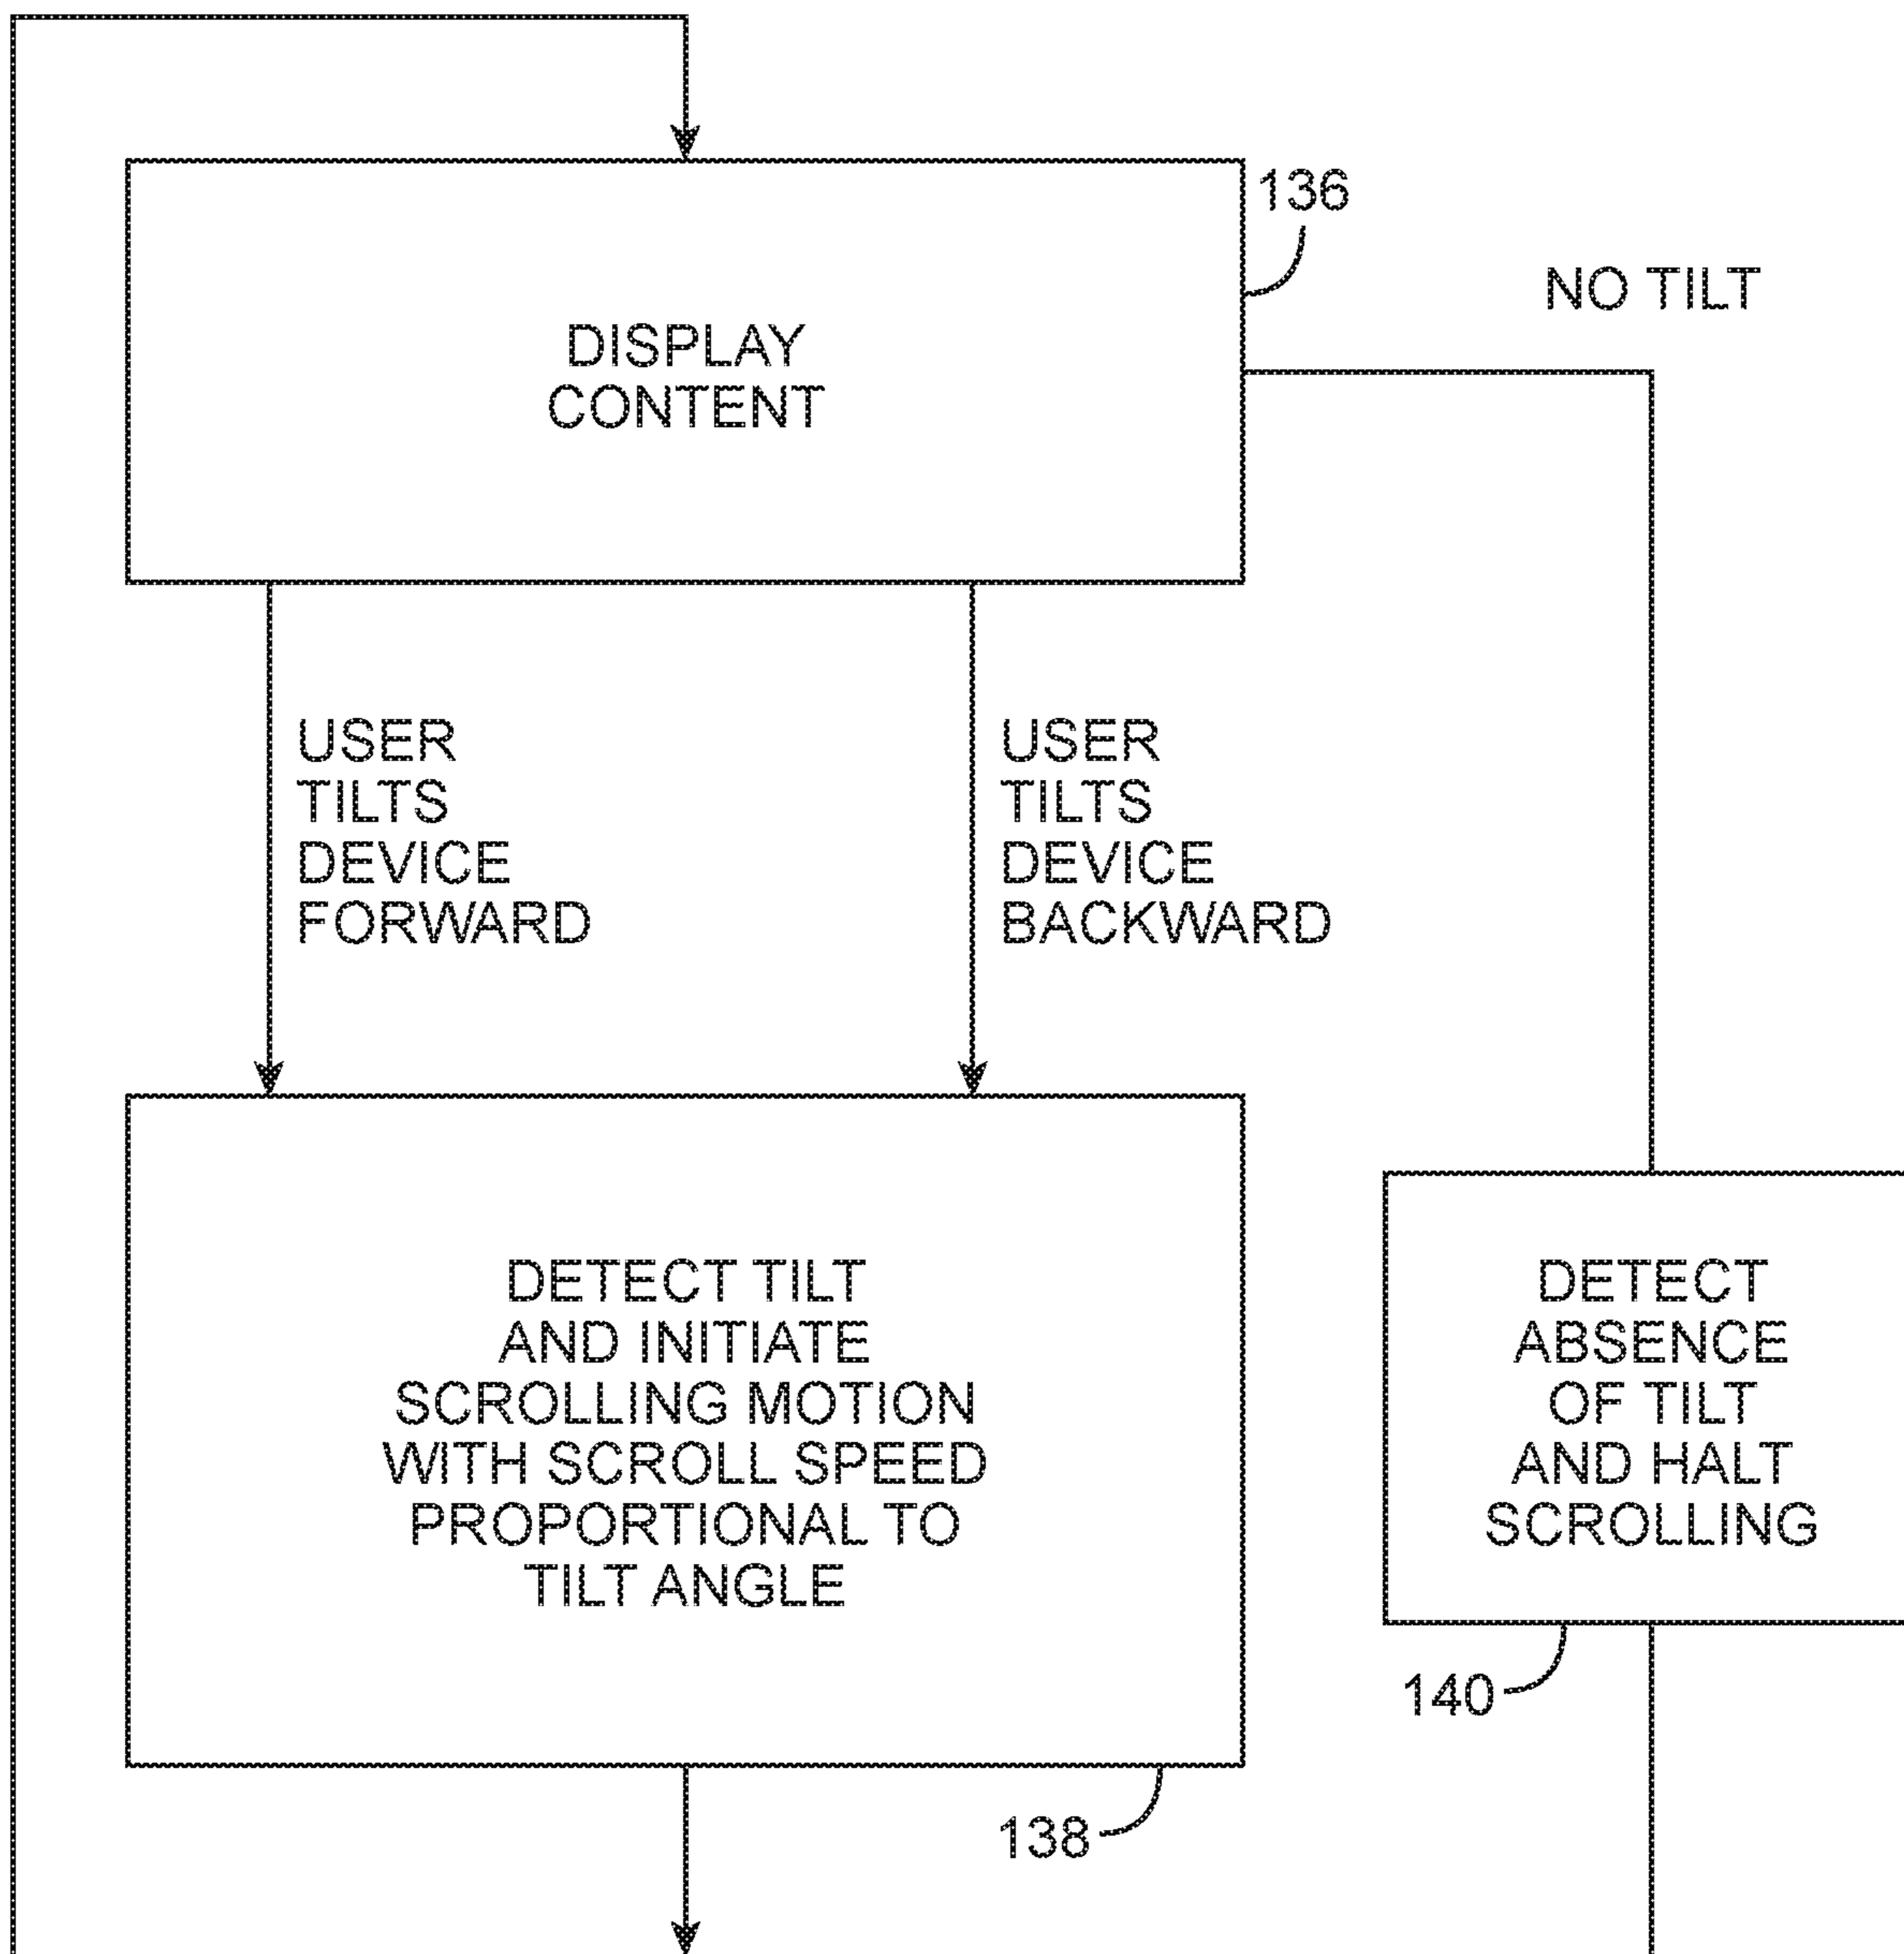 136
NO TILT
DISPLAY
CONTENT
USER
TILTS
DEVICE
FORWARD
USER
TILTS
DEVICE
BACKWARD
DETECT TILT
AND INITIATE
SCROLLING MOTION
WITH SCROLL SPEED
PROPORTIONAL TO
TILT ANGLE
DETECT
ABSENCE
OF TILT
AND HALT
SCROLLING
140
138